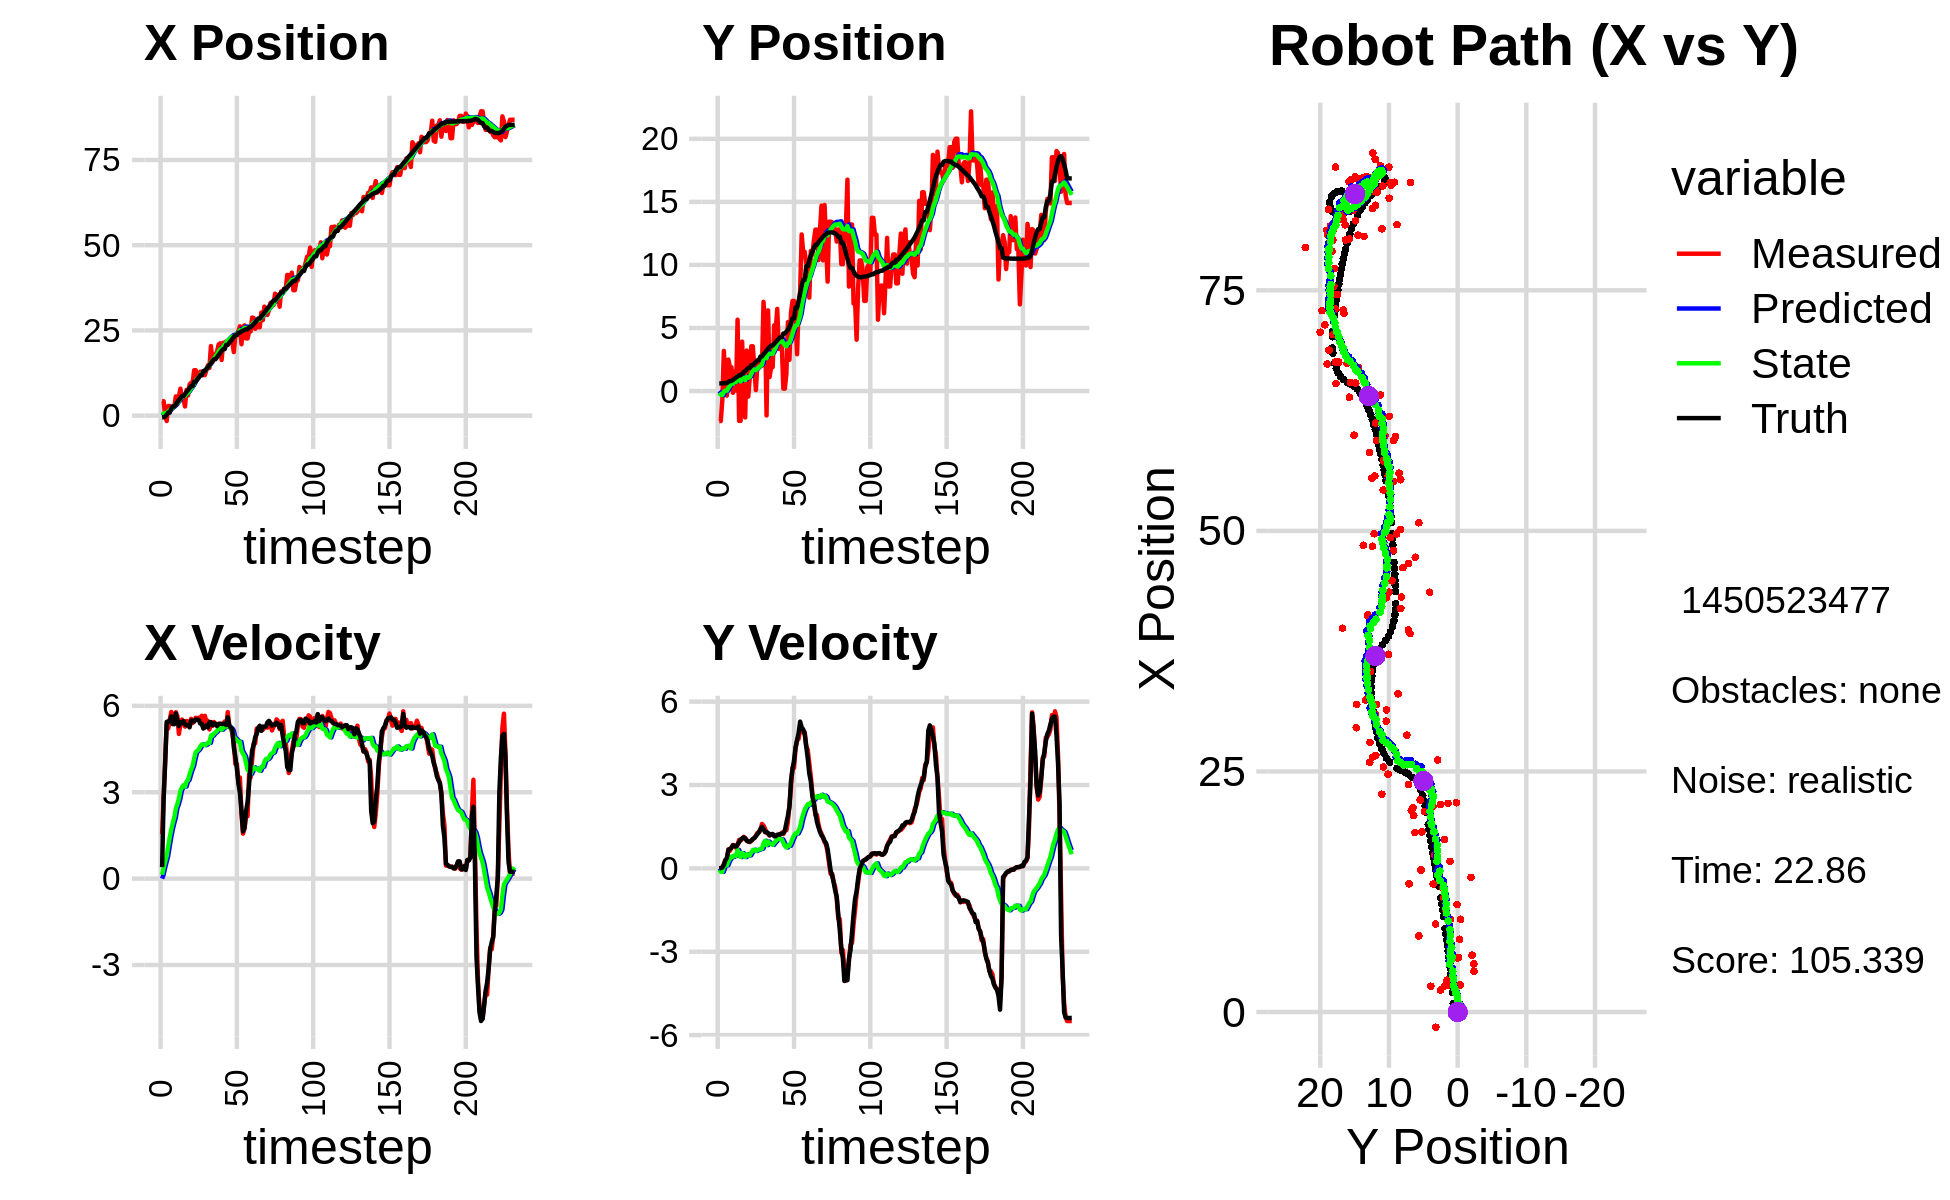 X Position
75
50
25
0
0
50
100
150
200
timestep
Y Position
20
15
10
5
0
0
50
100
150
200
timestep
X Velocity
6
3
0
-3
0
50
100
150
200
timestep
Y Velocity
6
3
0
-3
-6
0
50
100
150
200
timestep
Robot Path (X vs Y)
X Position
75
50
25
0
20 10 0 -10 -20
Y Position
variable
Measured
Predicted
State
Truth
1450523477
Obstacles: none
Noise: realistic
Time: 22.86
Score: 105.339